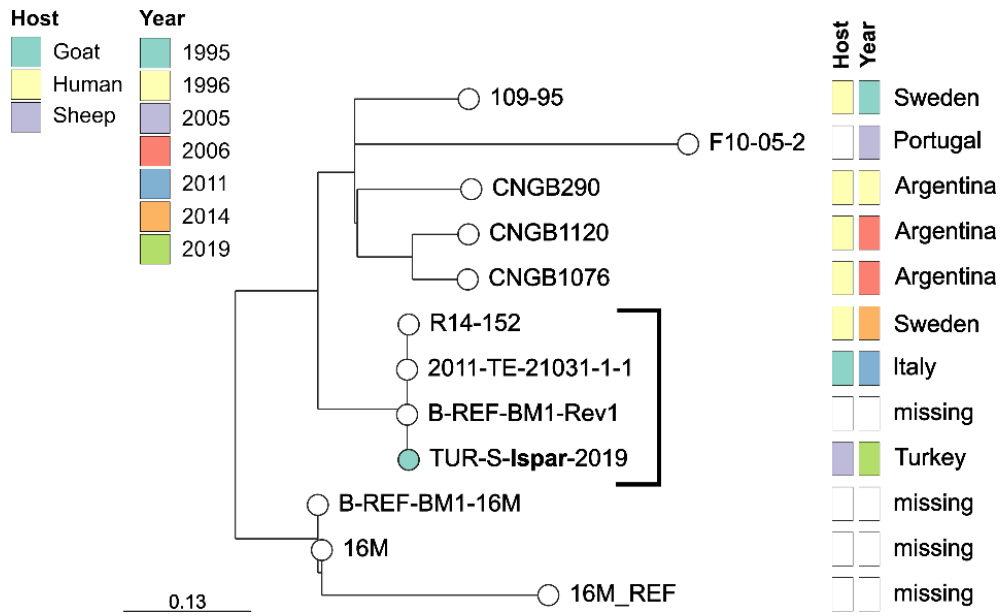 Host
Goat
Human
Sheep
Year
1995
1996
2005
2006
2011
2014
2019
Host Year
109-95 Sweden
F10-05-2 Portugal
CNGB290 Argentina
CNGB1120 Argentina
CNGB1076 Argentina
R14-152 Sweden
2011-TE-21031-1-1 Italy
B-REF-BM1-Rev1 missing
TUR-S-Ispar-2019 Turkey
B-REF-BM1-16M missing
16M missing
16M_REF missing
0.13